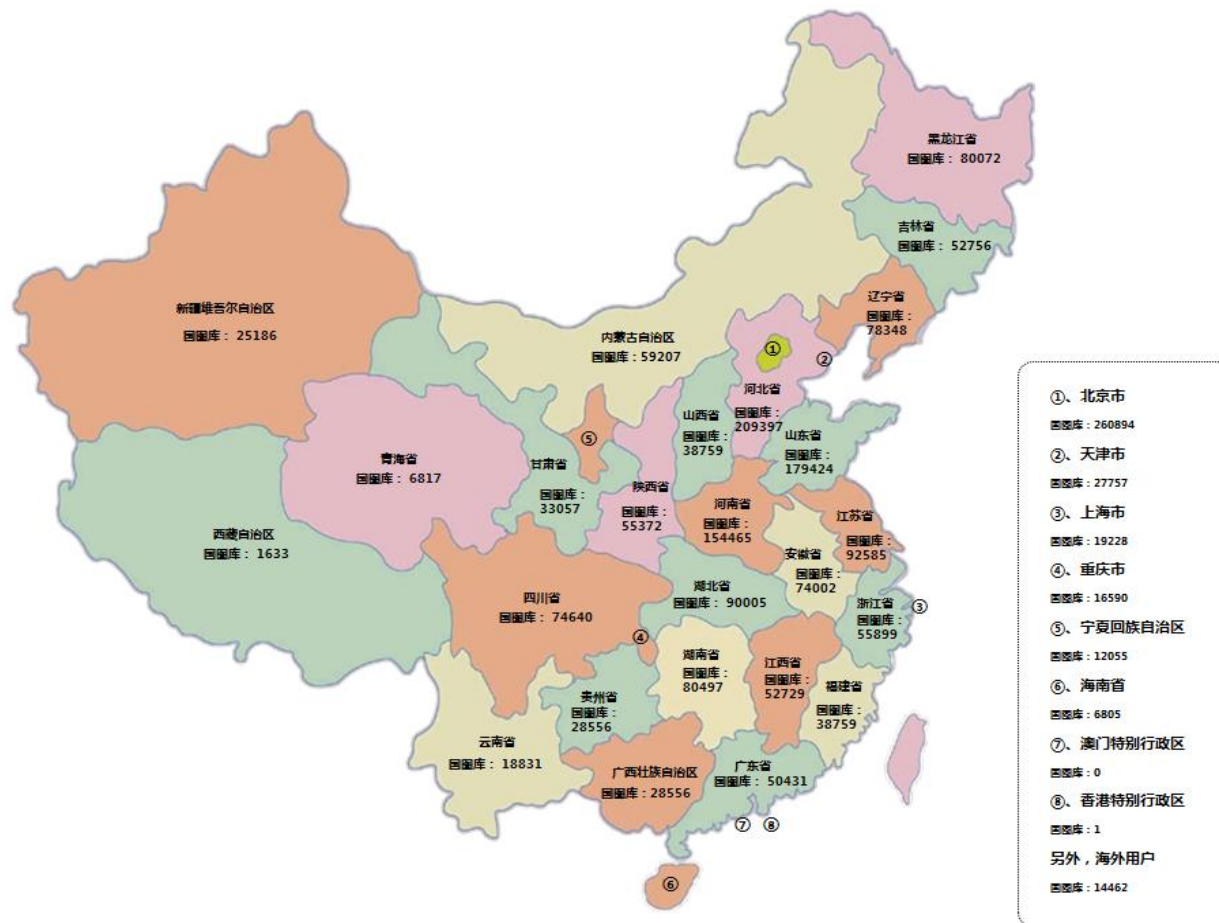 黑龙江省
国图库： 80072
吉林省
国图库： 52756
辽宁省
国图库：
78348
新疆维吾尔自治区
国图库： 25186
内蒙古自治区
国图库：59207
①
②
河北省
国图库：
209397
山西省
国图库：
38759
山东省
国图库：
179424
⑤
青海省
国图库： 6817
甘肃省
国图库：
33057
陕西省
国图库：
55372
河南省
国图库：
154465
江苏省
国图库：
92585
西藏自治区
国图库： 1633
安徽省
国图库：
74002
四川省
国图库： 74640
湖北省
国图库： 90005
浙江省
国图库：
55899
③
④
湖南省
国图库：
80497
江西省
国图库：
52729
福建省
国图库：
38759
贵州省
国图库：
28556
云南省
国图库： 18831
广西壮族自治区
国图库：28556
广东省
国图库： 50431
⑦
⑧
⑥
①、北京市
国图库：260894
②、天津市
国图库：27757
③、上海市
国图库：19228
④、重庆市
国图库：16590
⑤、宁夏回族自治区
国图库：12055
⑥、海南省
国图库：6805
⑦、澳门特别行政区
国图库：0
⑧、香港特别行政区
国图库：1
另外，海外用户
国图库：14462